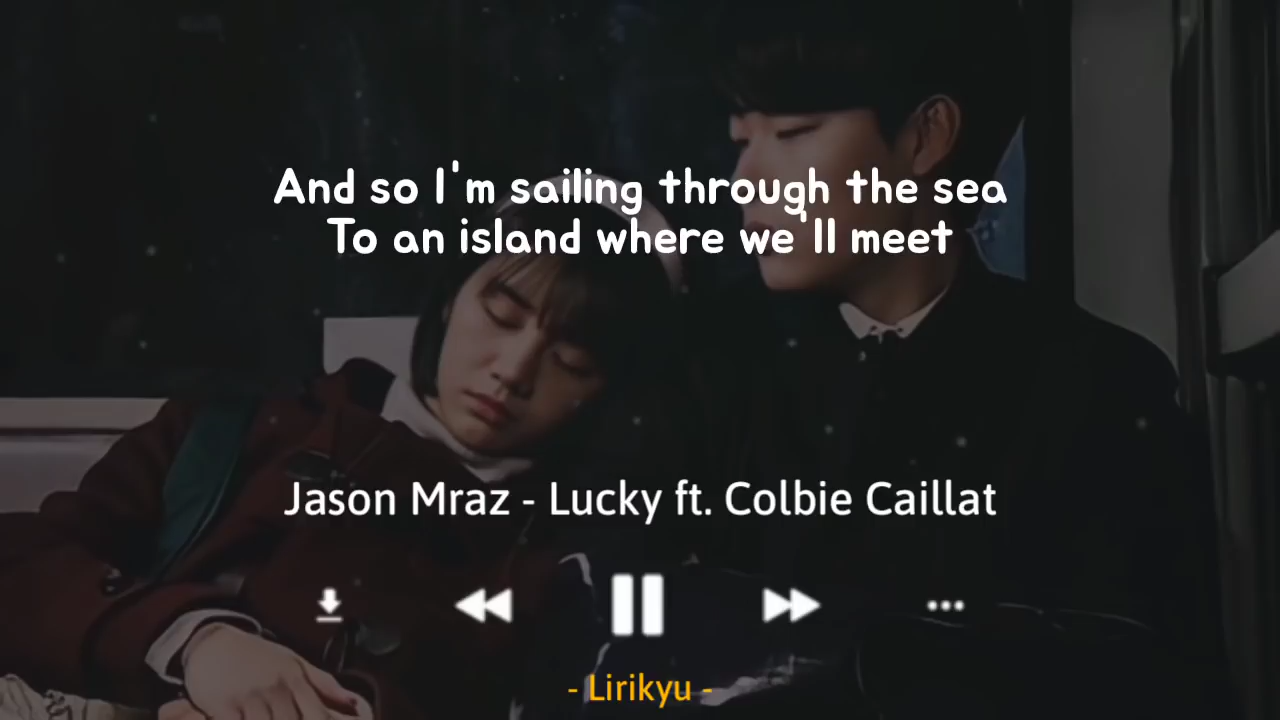 And so I'm sailing through the sea
To an island where we'll meet
Jason Mraz - Lucky ft. Colbie Caillat
- Lirikyu -